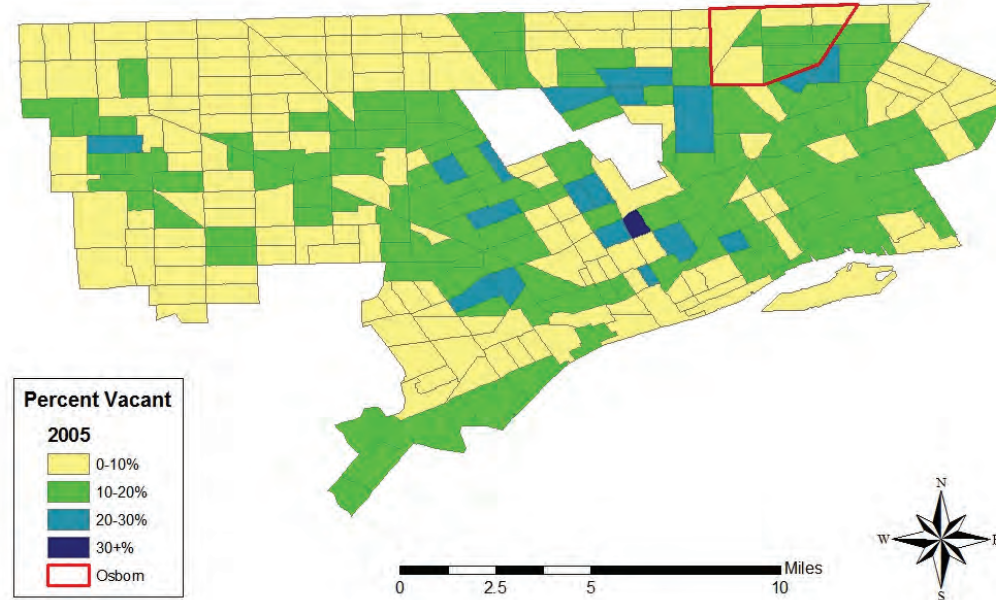 Percent Vacant
2005
0-10%
10-20%
20-30%
30+%
Osborn
N
W
E
S
Miles
0 2.5 5 10